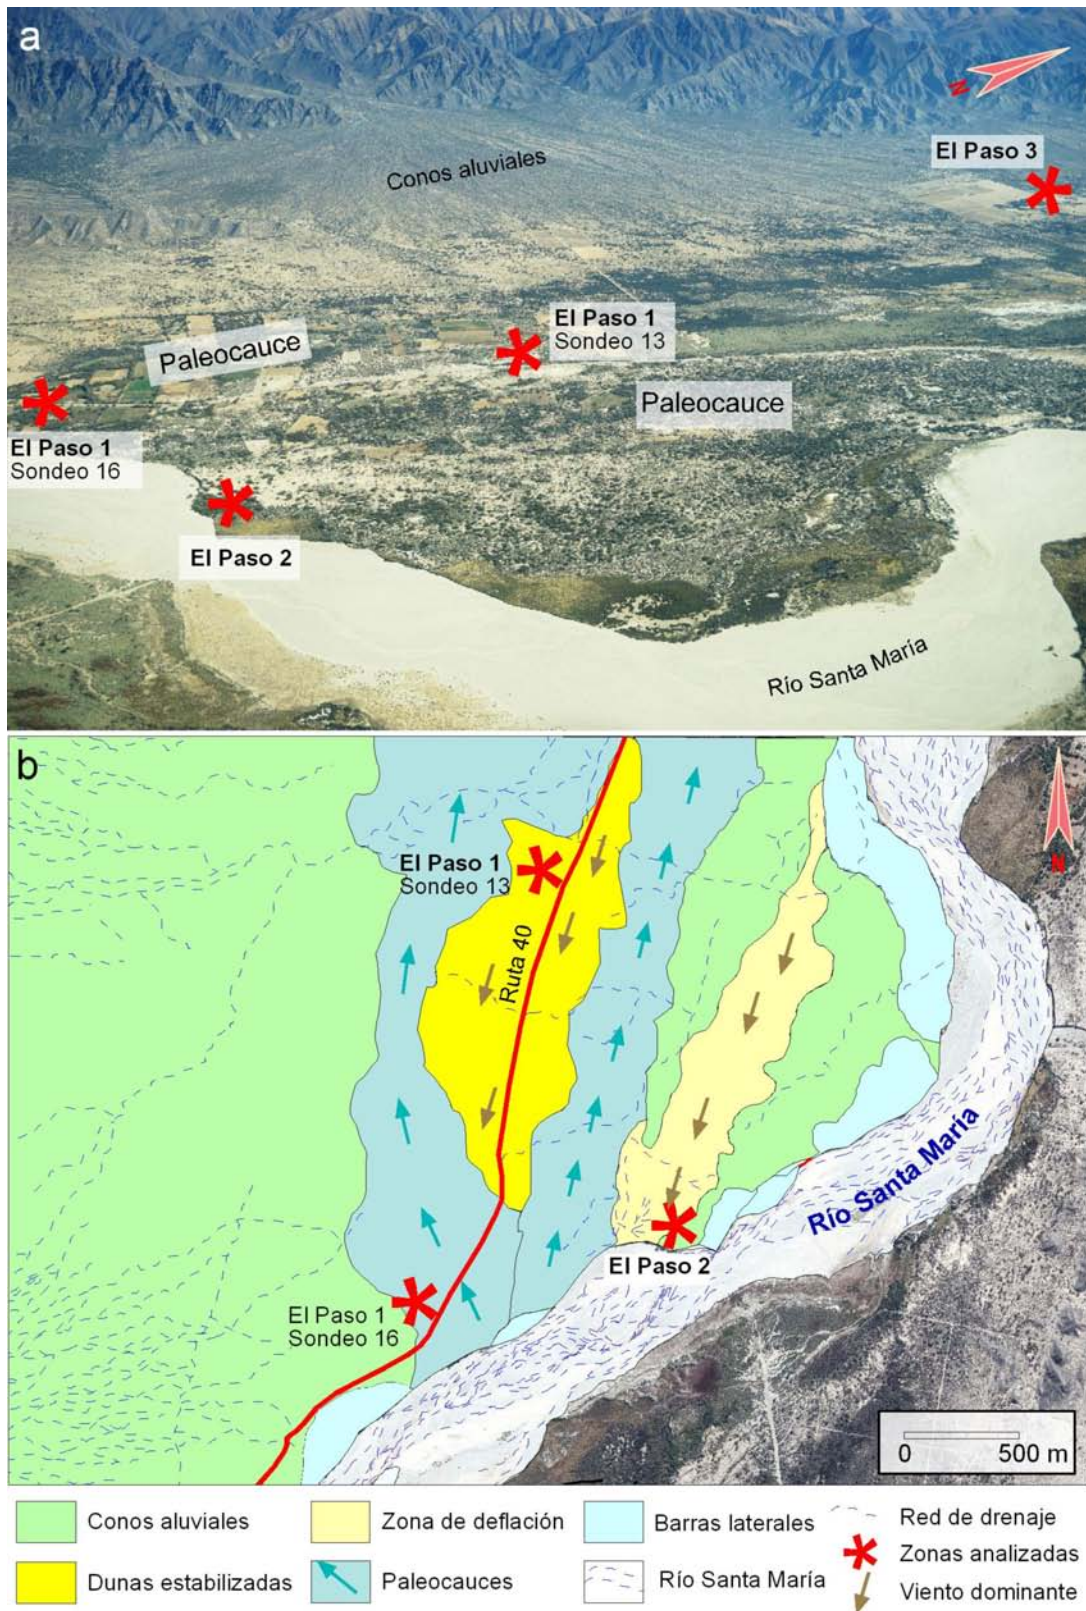 a
N
Conos aluviales
El Paso 3
El Paso 1
Sondeo 13
Paleocauce
Paleocauce
El Paso 1
Sondeo 16
El Paso 2
Río Santa María
b
N
El Paso 1
Sondeo 13
Ruta 40
Río Santa María
El Paso 2
El Paso 1
Sondeo 16
0 500 m
Conos aluviales
Zona de deflación
Barras laterales
Red de drenaje
Zonas analizadas
Dunas estabilizadas
Paleocauces
Río Santa María
Viento dominante